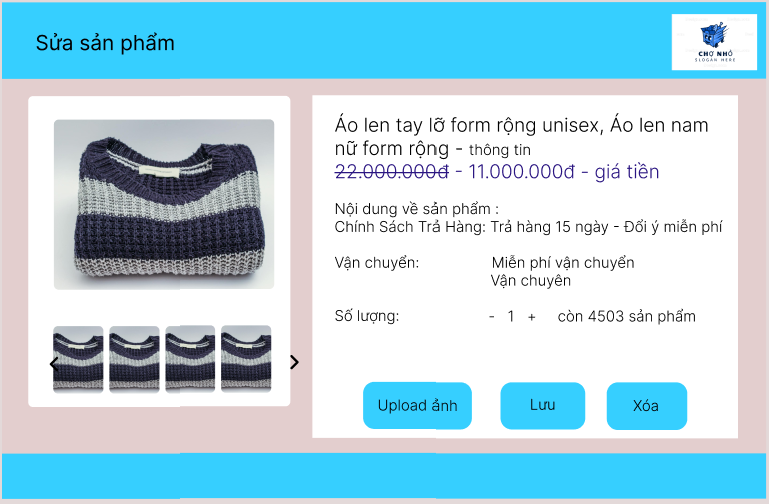 Sửa sản phẩm
CHỢ NHỎ
SLOGAN HERE
Áo len tay lỡ form rộng unisex, Áo len nam
nữ form rộng - thông tin
22.000.000đ - 11.000.000đ - giá tiền
Nội dung về sản phẩm :
Chính Sách Trả Hàng: Trả hàng 15 ngày - Đổi ý miễn phí
Vận chuyển: Miễn phí vận chuyển
Vận chuyên
Số lượng: - 1 + còn 4503 sản phẩm
Upload ảnh Lưu Xóa